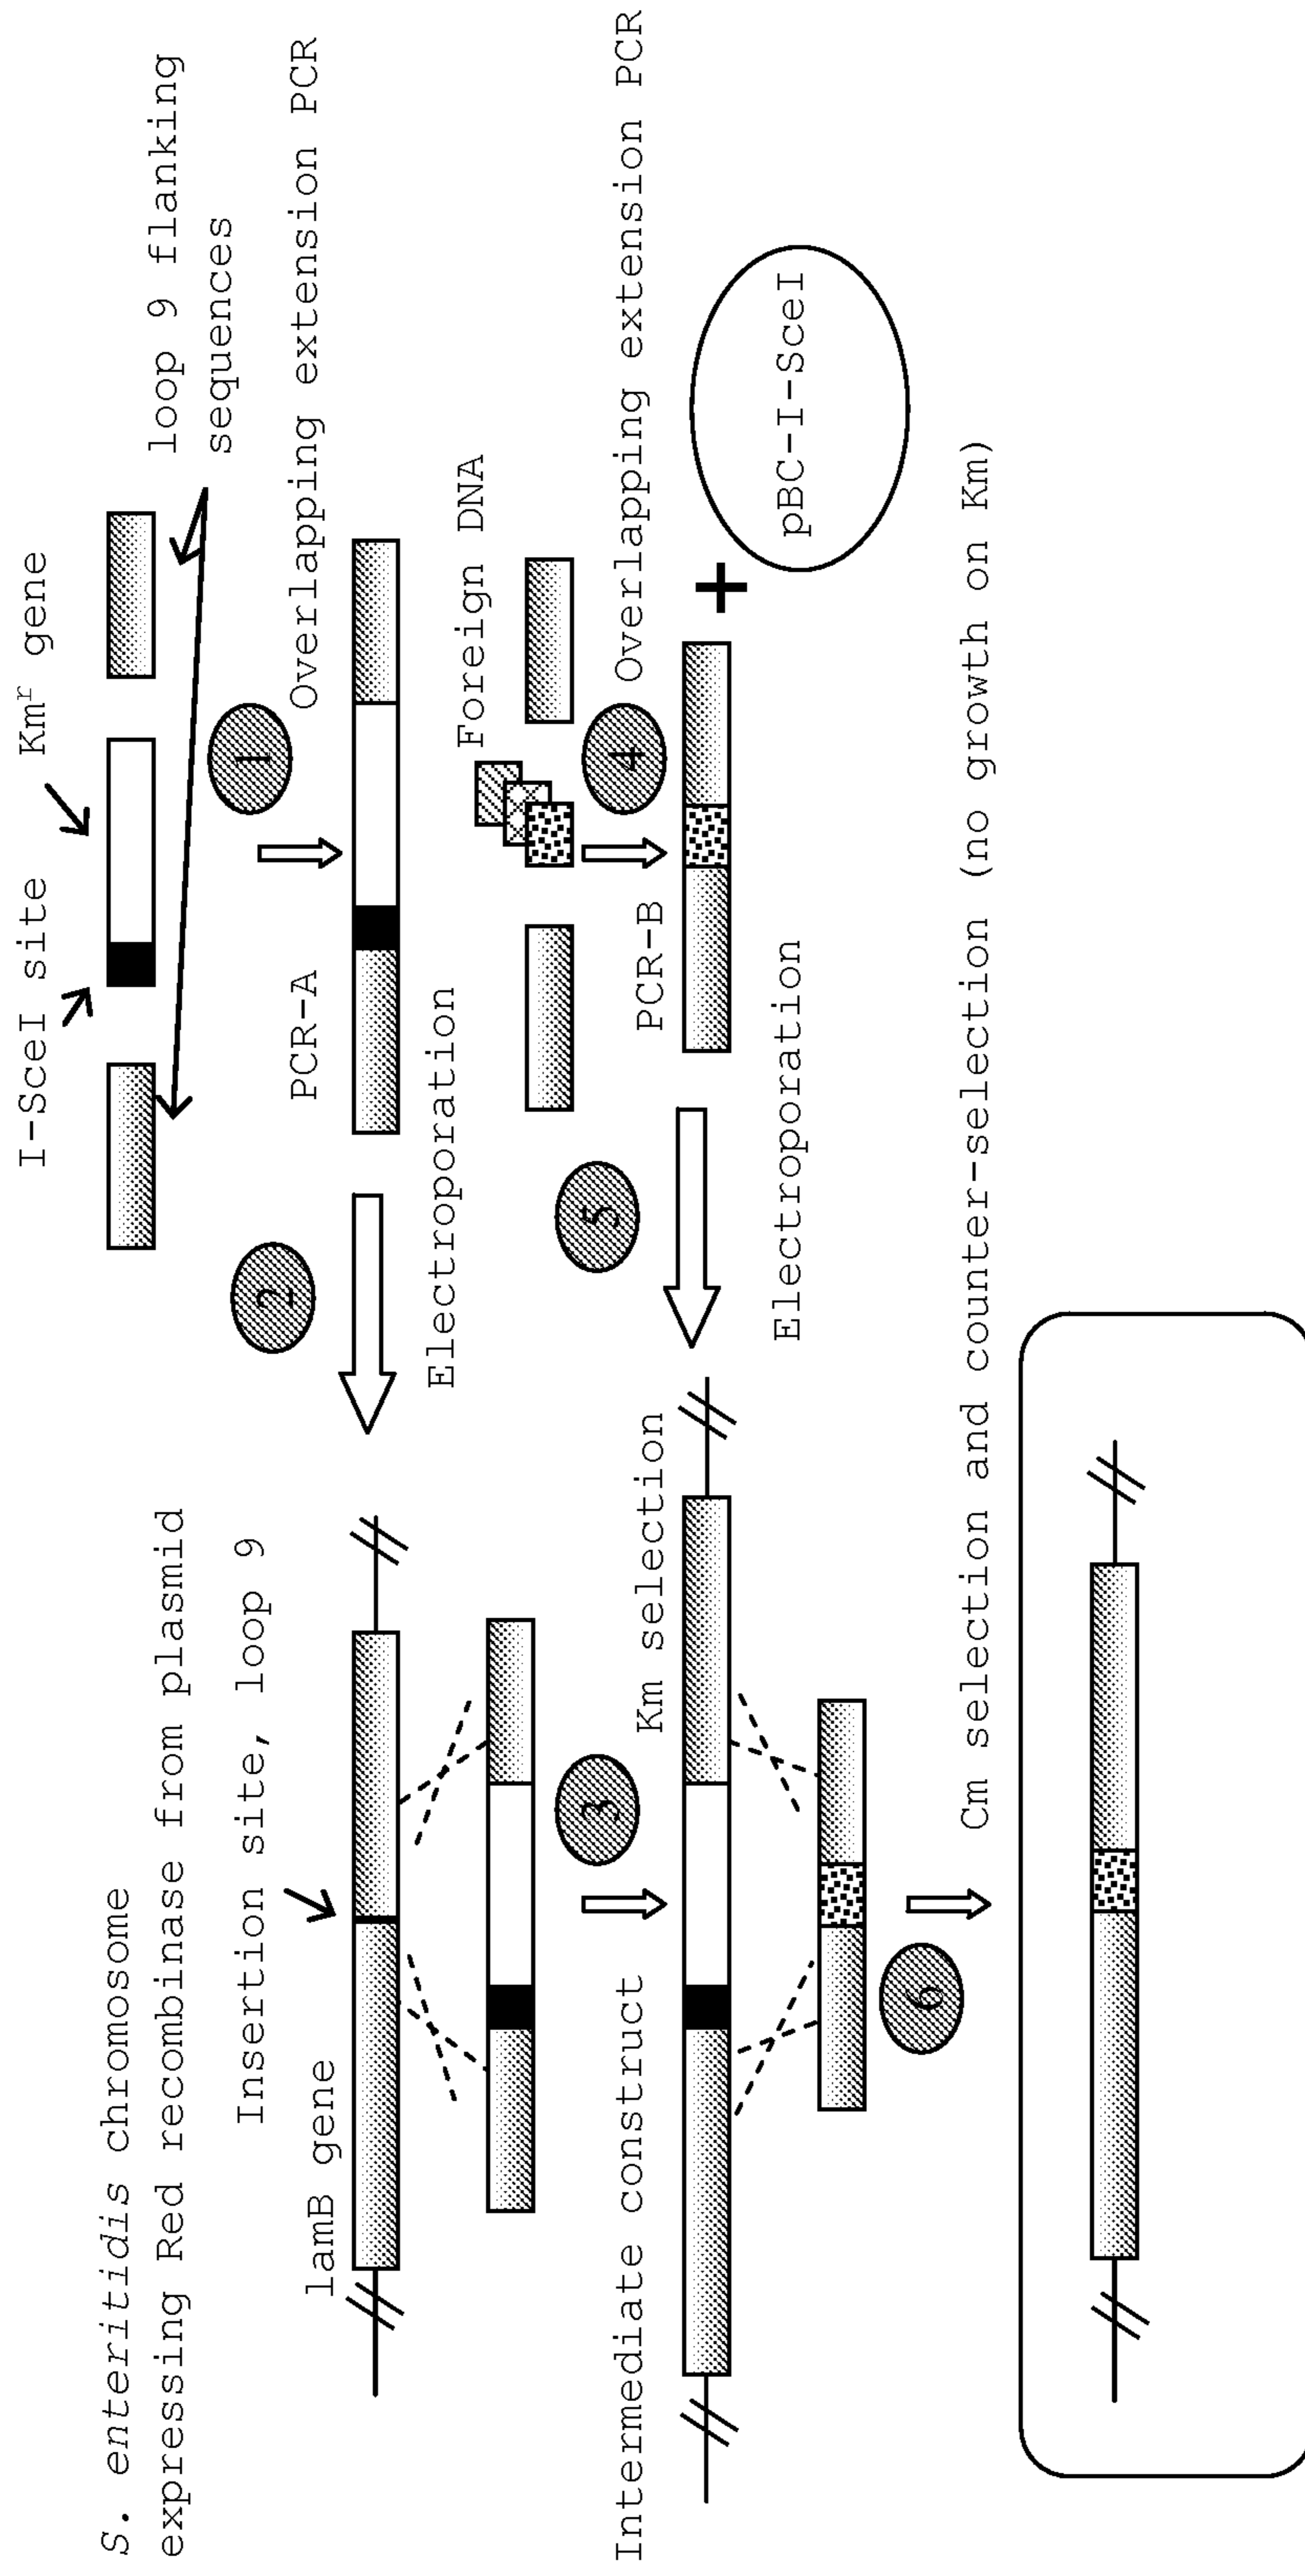 S. enteritidis chromosome
expressing Red recombinase from plasmid
Insertion site, loop 9
lamB gene
I-SceI site
Kmʳ gene
loop 9 flanking
sequences
1
Overlapping extension PCR
2
PCR-A
Electroporation
Foreign DNA
3
Km selection
Intermediate construct
4
Overlapping extension PCR
5
PCR-B
Electroporation
+
pBC-I-SceI
6
Cm selection and counter-selection (no growth on Km)